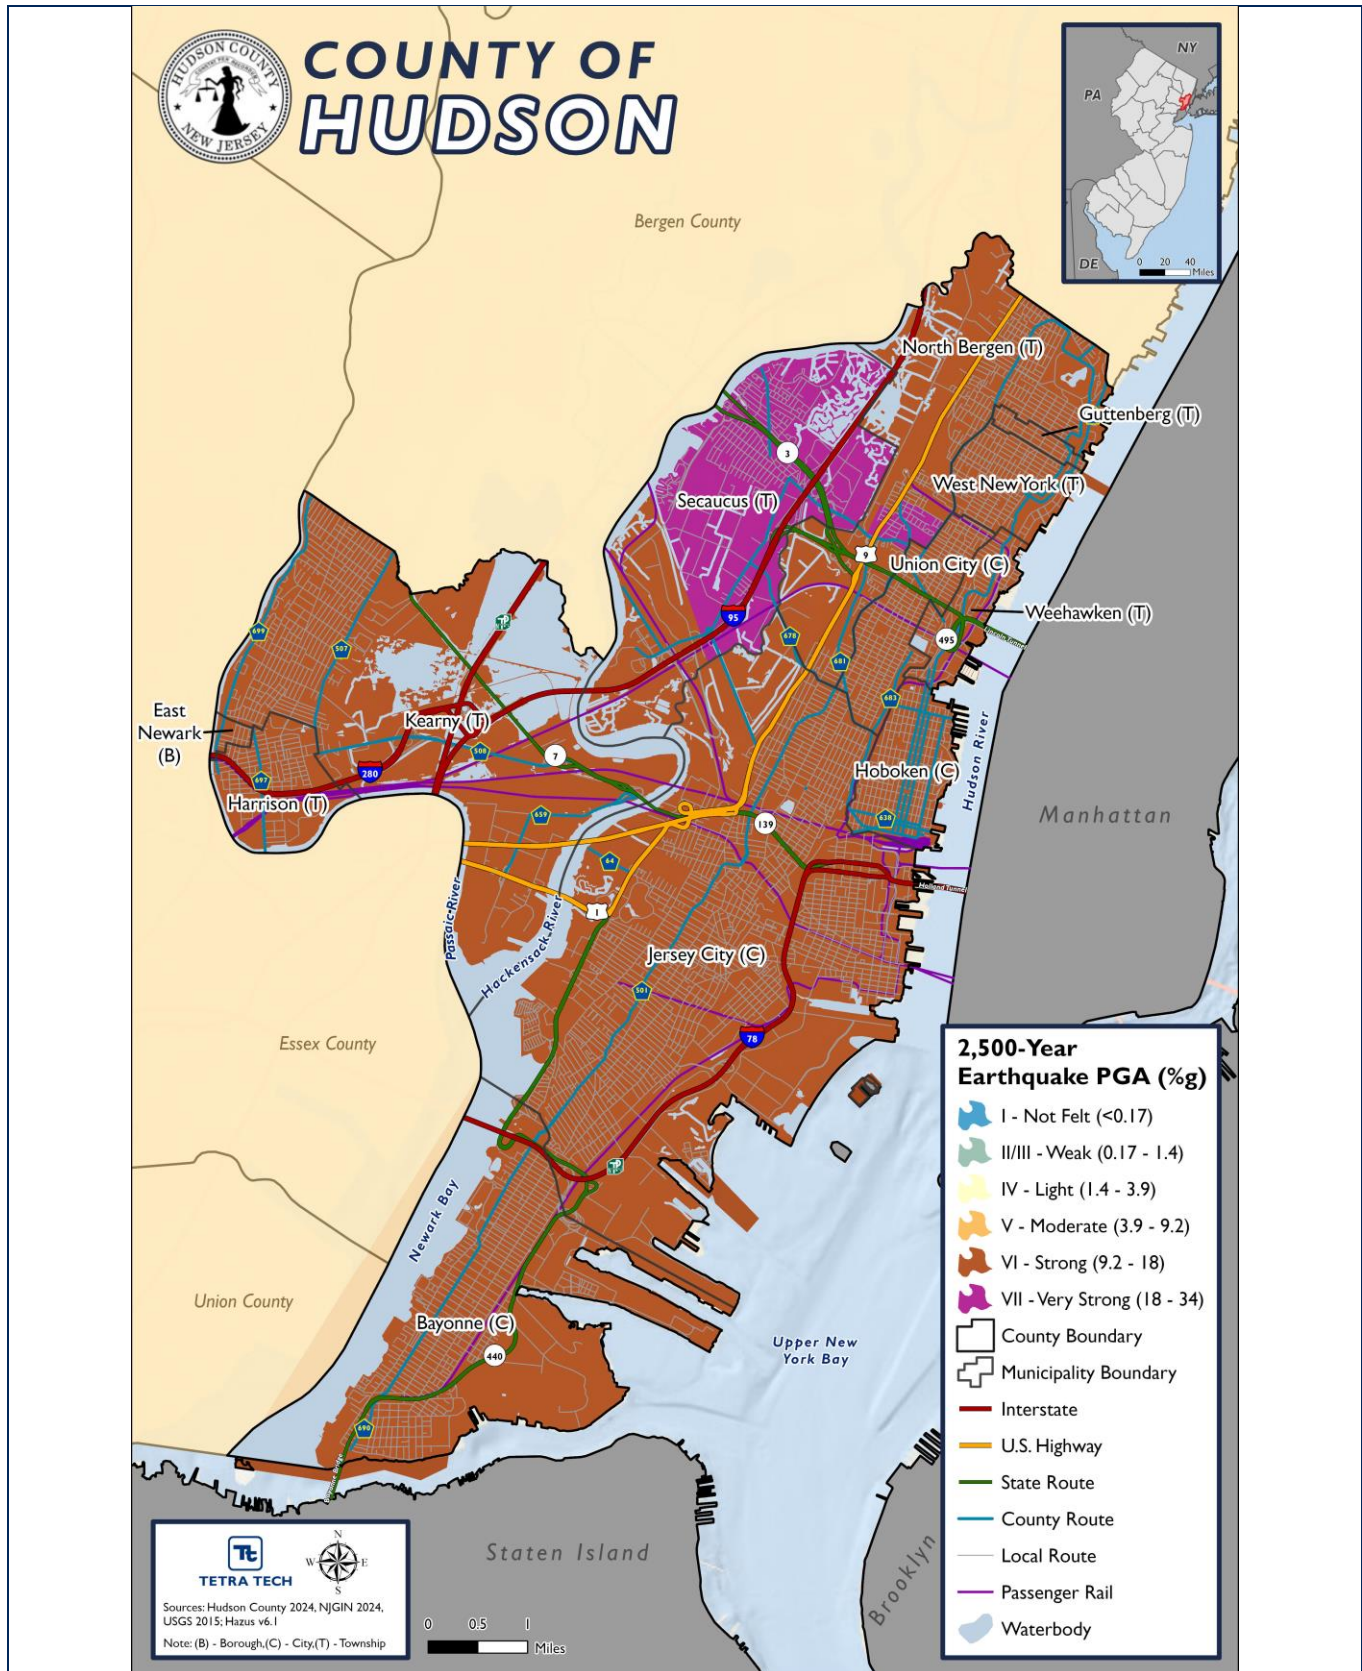 HUDSON COUNTY
NEW JERSEY
COUNTY OF
HUDSON
NY
PA
DE
0 20 40
Miles
Bergen County
North Bergen (T)
Guttenberg (T)
3
Secaucus (T)
West New York (T)
9
Union City (C)
Weehawken (T)
95
Lincoln Tunnel
495
699
507
TP
678
681
683
East
Newark
(B)
Kearny (T)
508
7
280
697
Harrison (T)
Hoboken (C)
Hudson River
Manhattan
659
139
638
64
Holland Tunnel
1
Passaic River
Hackensack River
Jersey City (C)
501
78
Essex County
TP
Newark Bay
Union County
Bayonne (C)
440
Upper New
York Bay
690
Bayonne Bridge
Staten Island
Brooklyn
2,500-Year
Earthquake PGA (%g)
I - Not Felt (<0.17)
II/III - Weak (0.17 - 1.4)
IV - Light (1.4 - 3.9)
V - Moderate (3.9 - 9.2)
VI - Strong (9.2 - 18)
VII - Very Strong (18 - 34)
County Boundary
Municipality Boundary
Interstate
U.S. Highway
State Route
County Route
Local Route
Passenger Rail
Waterbody
Tt
TETRA TECH
N
W E
S
Sources: Hudson County 2024, NJGIN 2024,
USGS 2015; Hazus v6.1
Note: (B) - Borough,(C) - City,(T) - Township
0 0.5 1
Miles